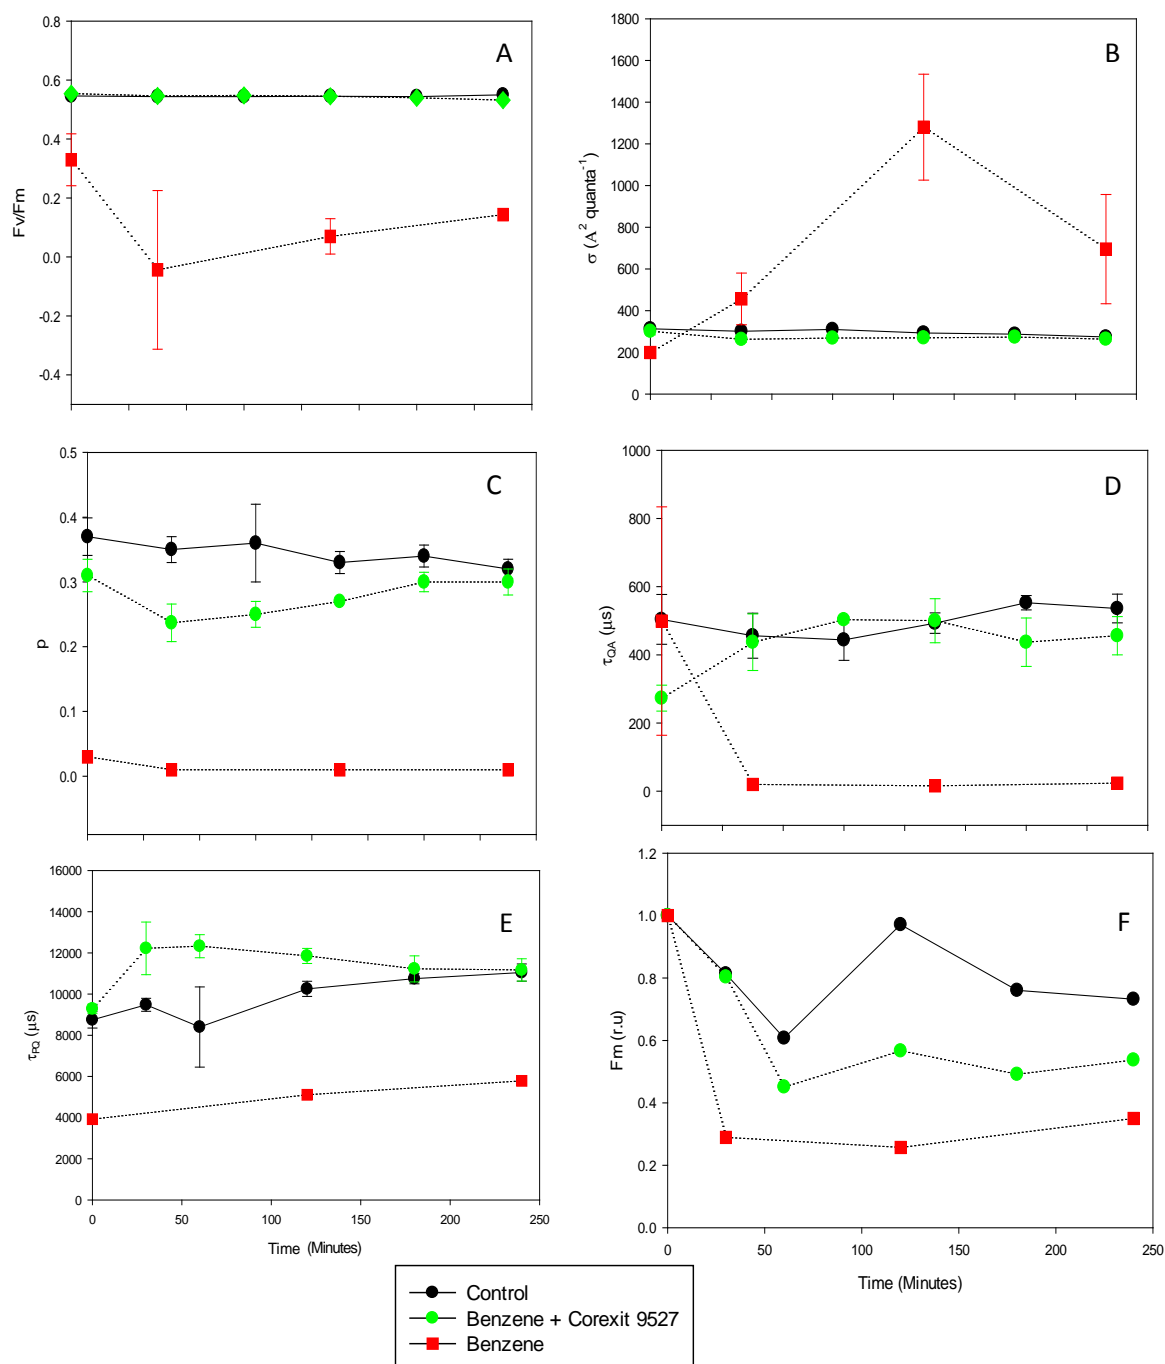 A
0.8
0.6
0.4
0.2
0.0
-0.2
-0.4
Fv/Fm
B
1800
1600
1400
1200
1000
800
600
400
200
0
σ (A² quanta⁻¹)
C
0.5
0.4
0.3
0.2
0.1
0.0
p
D
1000
800
600
400
200
0
τQA (µs)
E
16000
14000
12000
10000
8000
6000
4000
2000
0
τPQ (µs)
0 50 100 150 200 250
Time (Minutes)
F
1.2
1.0
0.8
0.6
0.4
0.2
0.0
Fm (r.u)
0 50 100 150 200 250
Time (Minutes)
Control
Benzene + Corexit 9527
Benzene